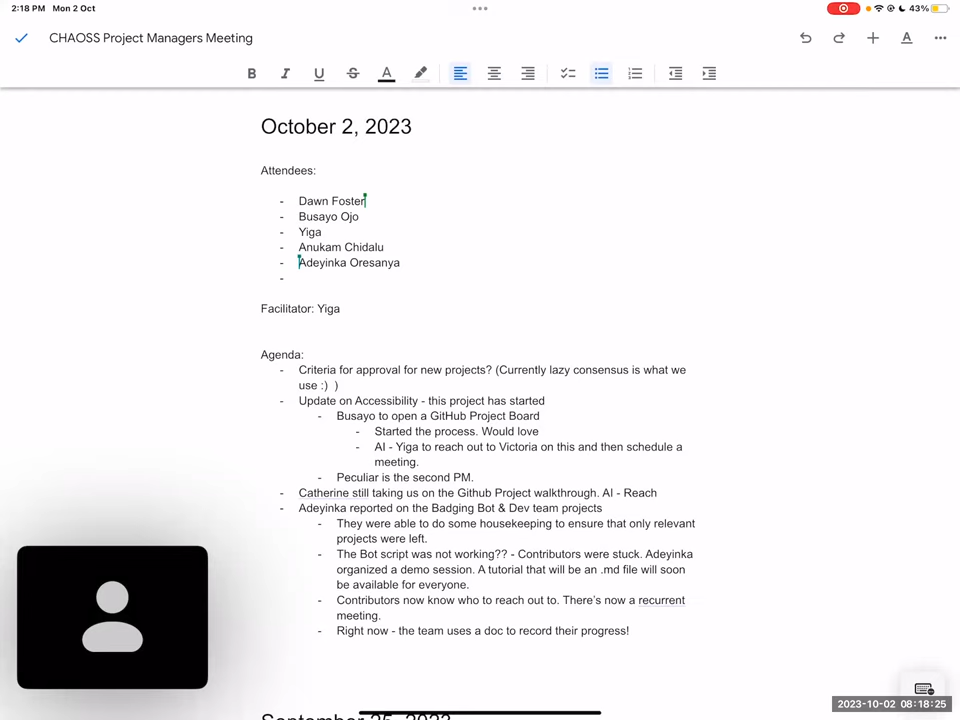 2:18 PM Mon 2 Oct
43%
CHAOSS Project Managers Meeting
B I U S A
October 2, 2023
Attendees:
- Dawn Foster
- Busayo Ojo
- Yiga
- Anukam Chidalu
- Adeyinka Oresanya
-
Facilitator: Yiga
Agenda:
- Criteria for approval for new projects? (Currently lazy consensus is what we
use :) )
- Update on Accessibility - this project has started
- Busayo to open a GitHub Project Board
- Started the process. Would love
- AI - Yiga to reach out to Victoria on this and then schedule a
meeting.
- Peculiar is the second PM.
- Catherine still taking us on the Github Project walkthrough. AI - Reach
- Adeyinka reported on the Badging Bot & Dev team projects
- They were able to do some housekeeping to ensure that only relevant
projects were left.
- The Bot script was not working?? - Contributors were stuck. Adeyinka
organized a demo session. A tutorial that will be an .md file will soon
be available for everyone.
- Contributors now know who to reach out to. There's now a recurrent
meeting.
- Right now - the team uses a doc to record their progress!
September 25, 2023
2023-10-02 08:18:25